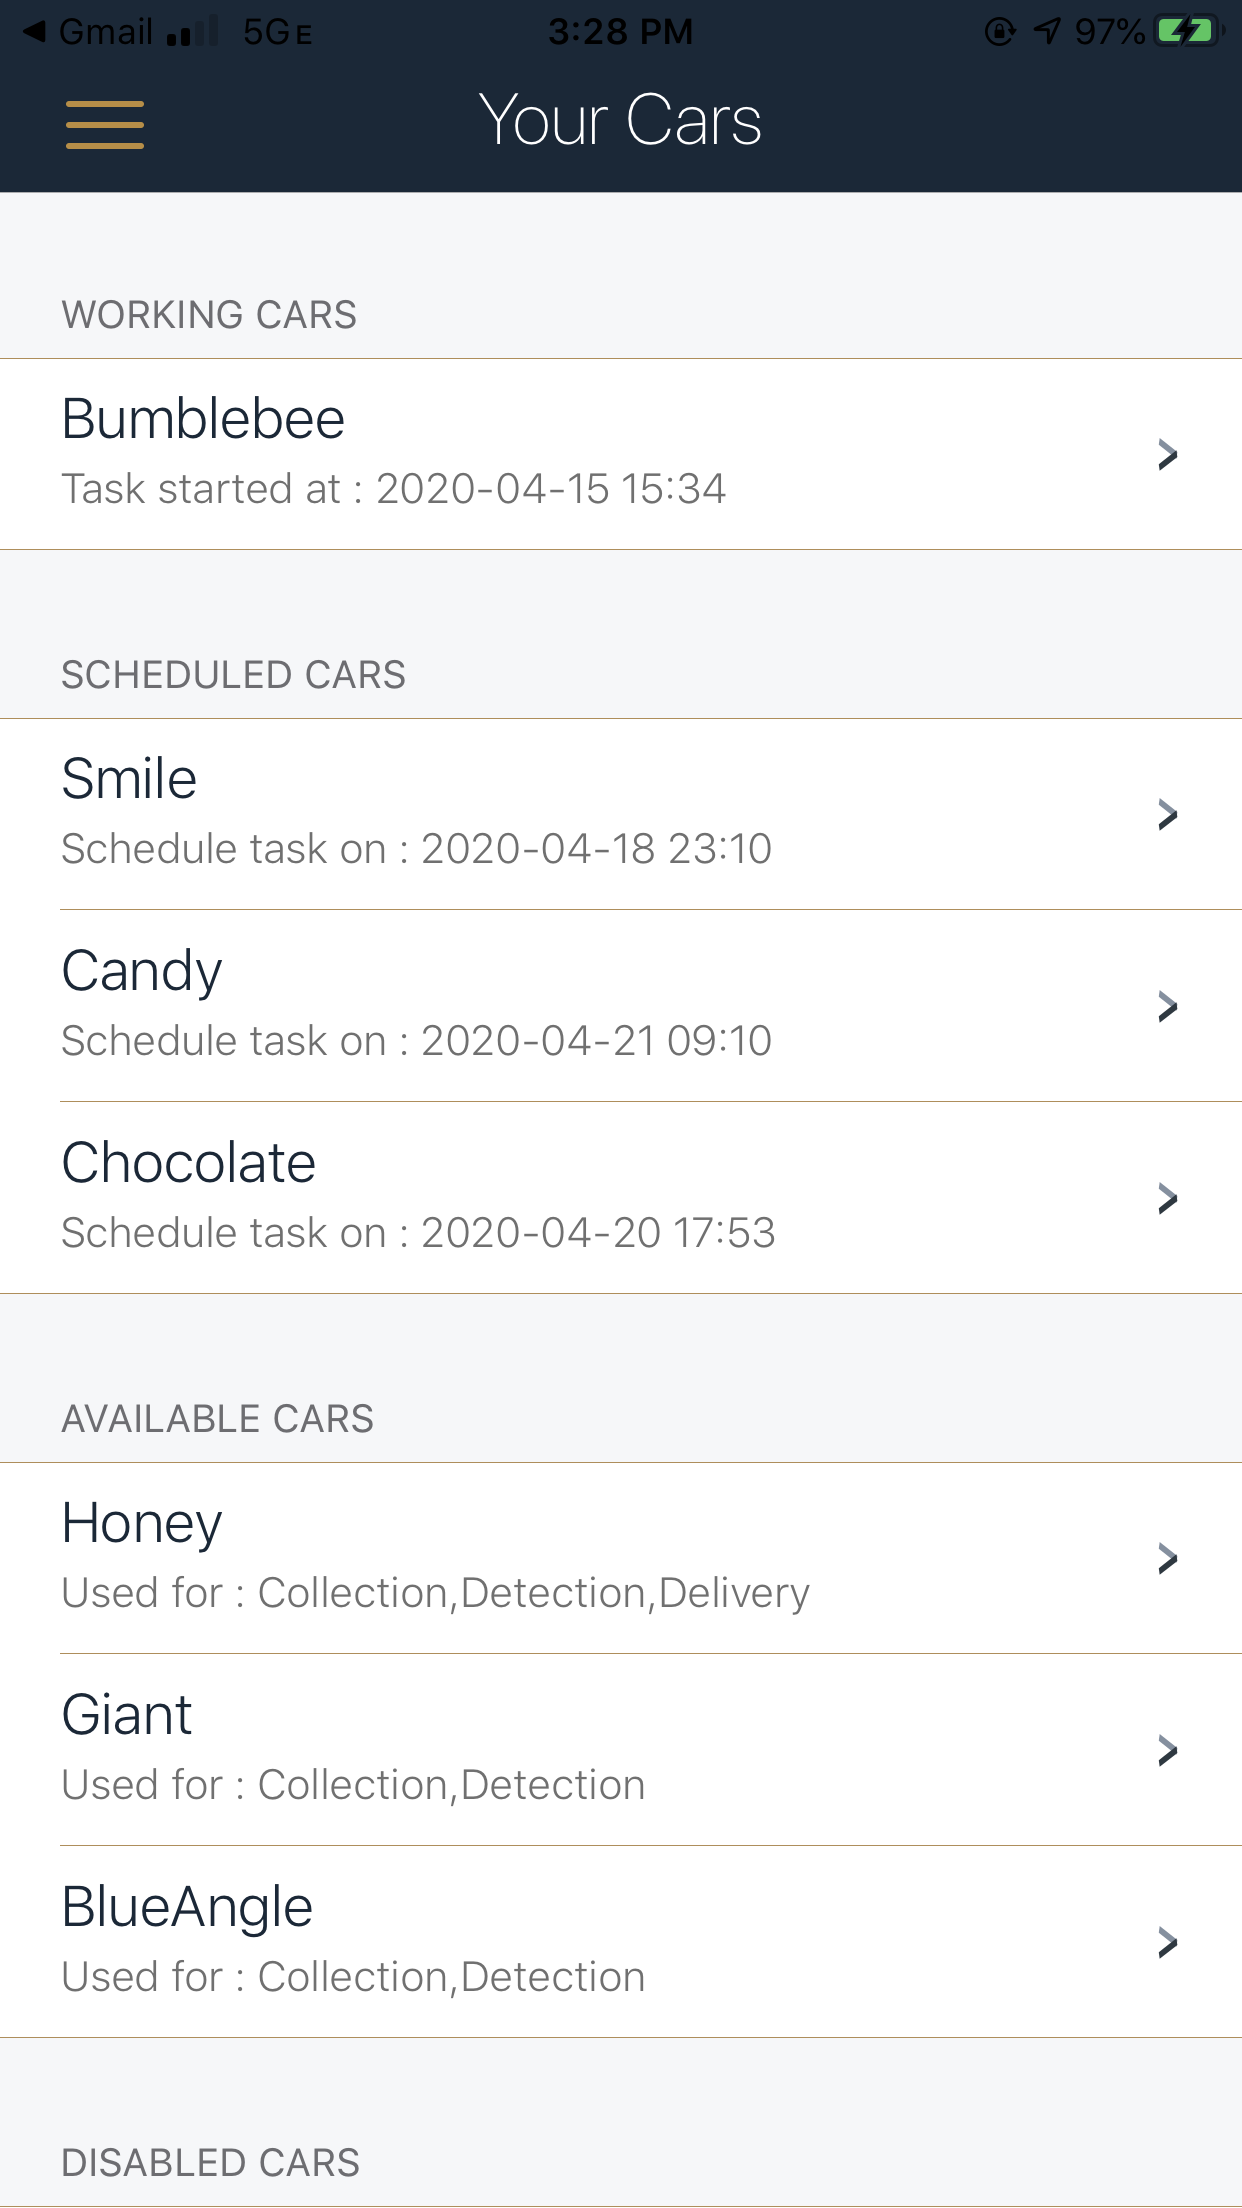 Gmail 5GE 3:28 PM 97%
Your Cars
WORKING CARS
Bumblebee
Task started at : 2020-04-15 15:34
SCHEDULED CARS
Smile
Schedule task on : 2020-04-18 23:10
Candy
Schedule task on : 2020-04-21 09:10
Chocolate
Schedule task on : 2020-04-20 17:53
AVAILABLE CARS
Honey
Used for : Collection,Detection,Delivery
Giant
Used for : Collection,Detection
BlueAngle
Used for : Collection,Detection
DISABLED CARS